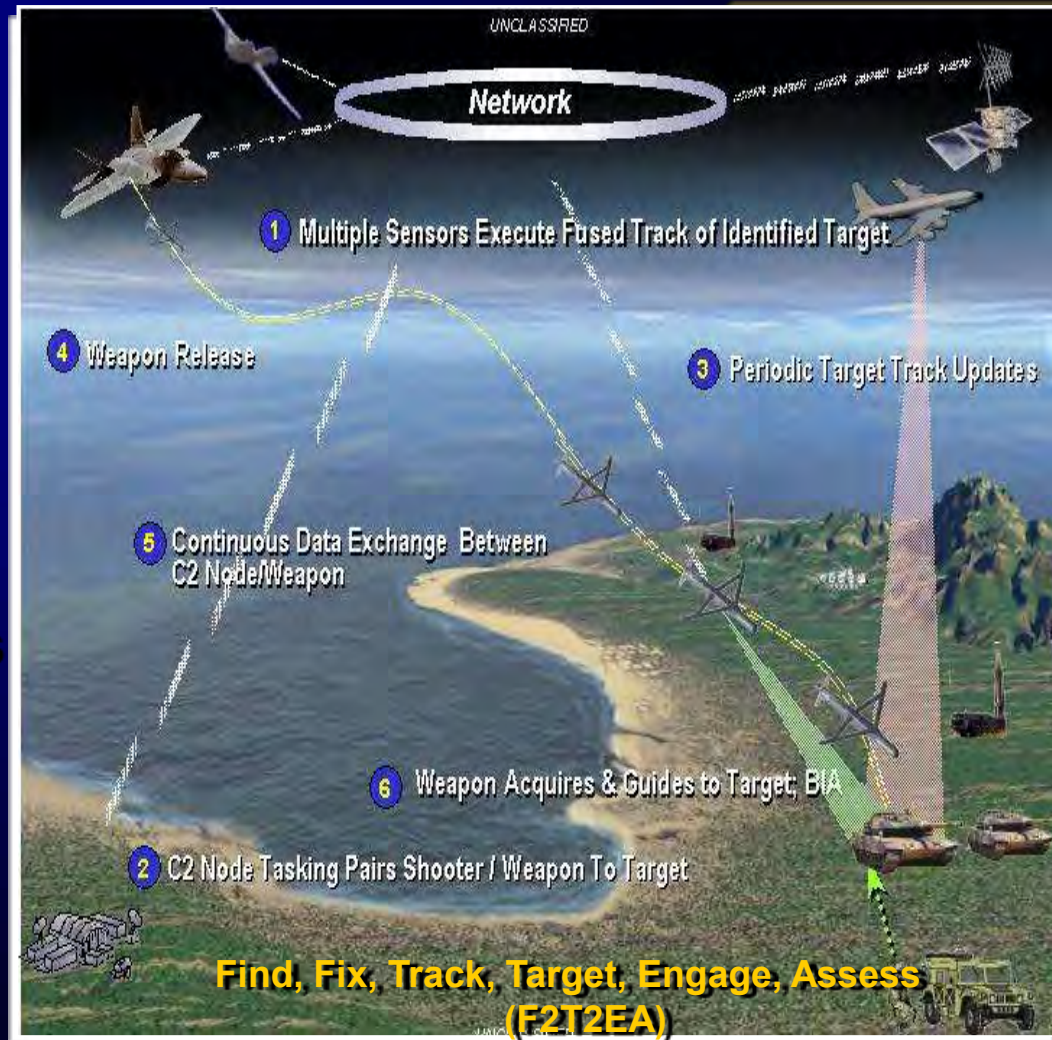 UNCLASSIFIED
Network
1 Multiple Sensors Execute Fused Track of Identified Target
4 Weapon Release
3 Periodic Target Track Updates
5 Continuous Data Exchange Between
C2 Node/Weapon
6 Weapon Acquires & Guides to Target; BIA
2 C2 Node Tasking Pairs Shooter / Weapon To Target
Find, Fix, Track, Target, Engage, Assess
(F2T2EA)